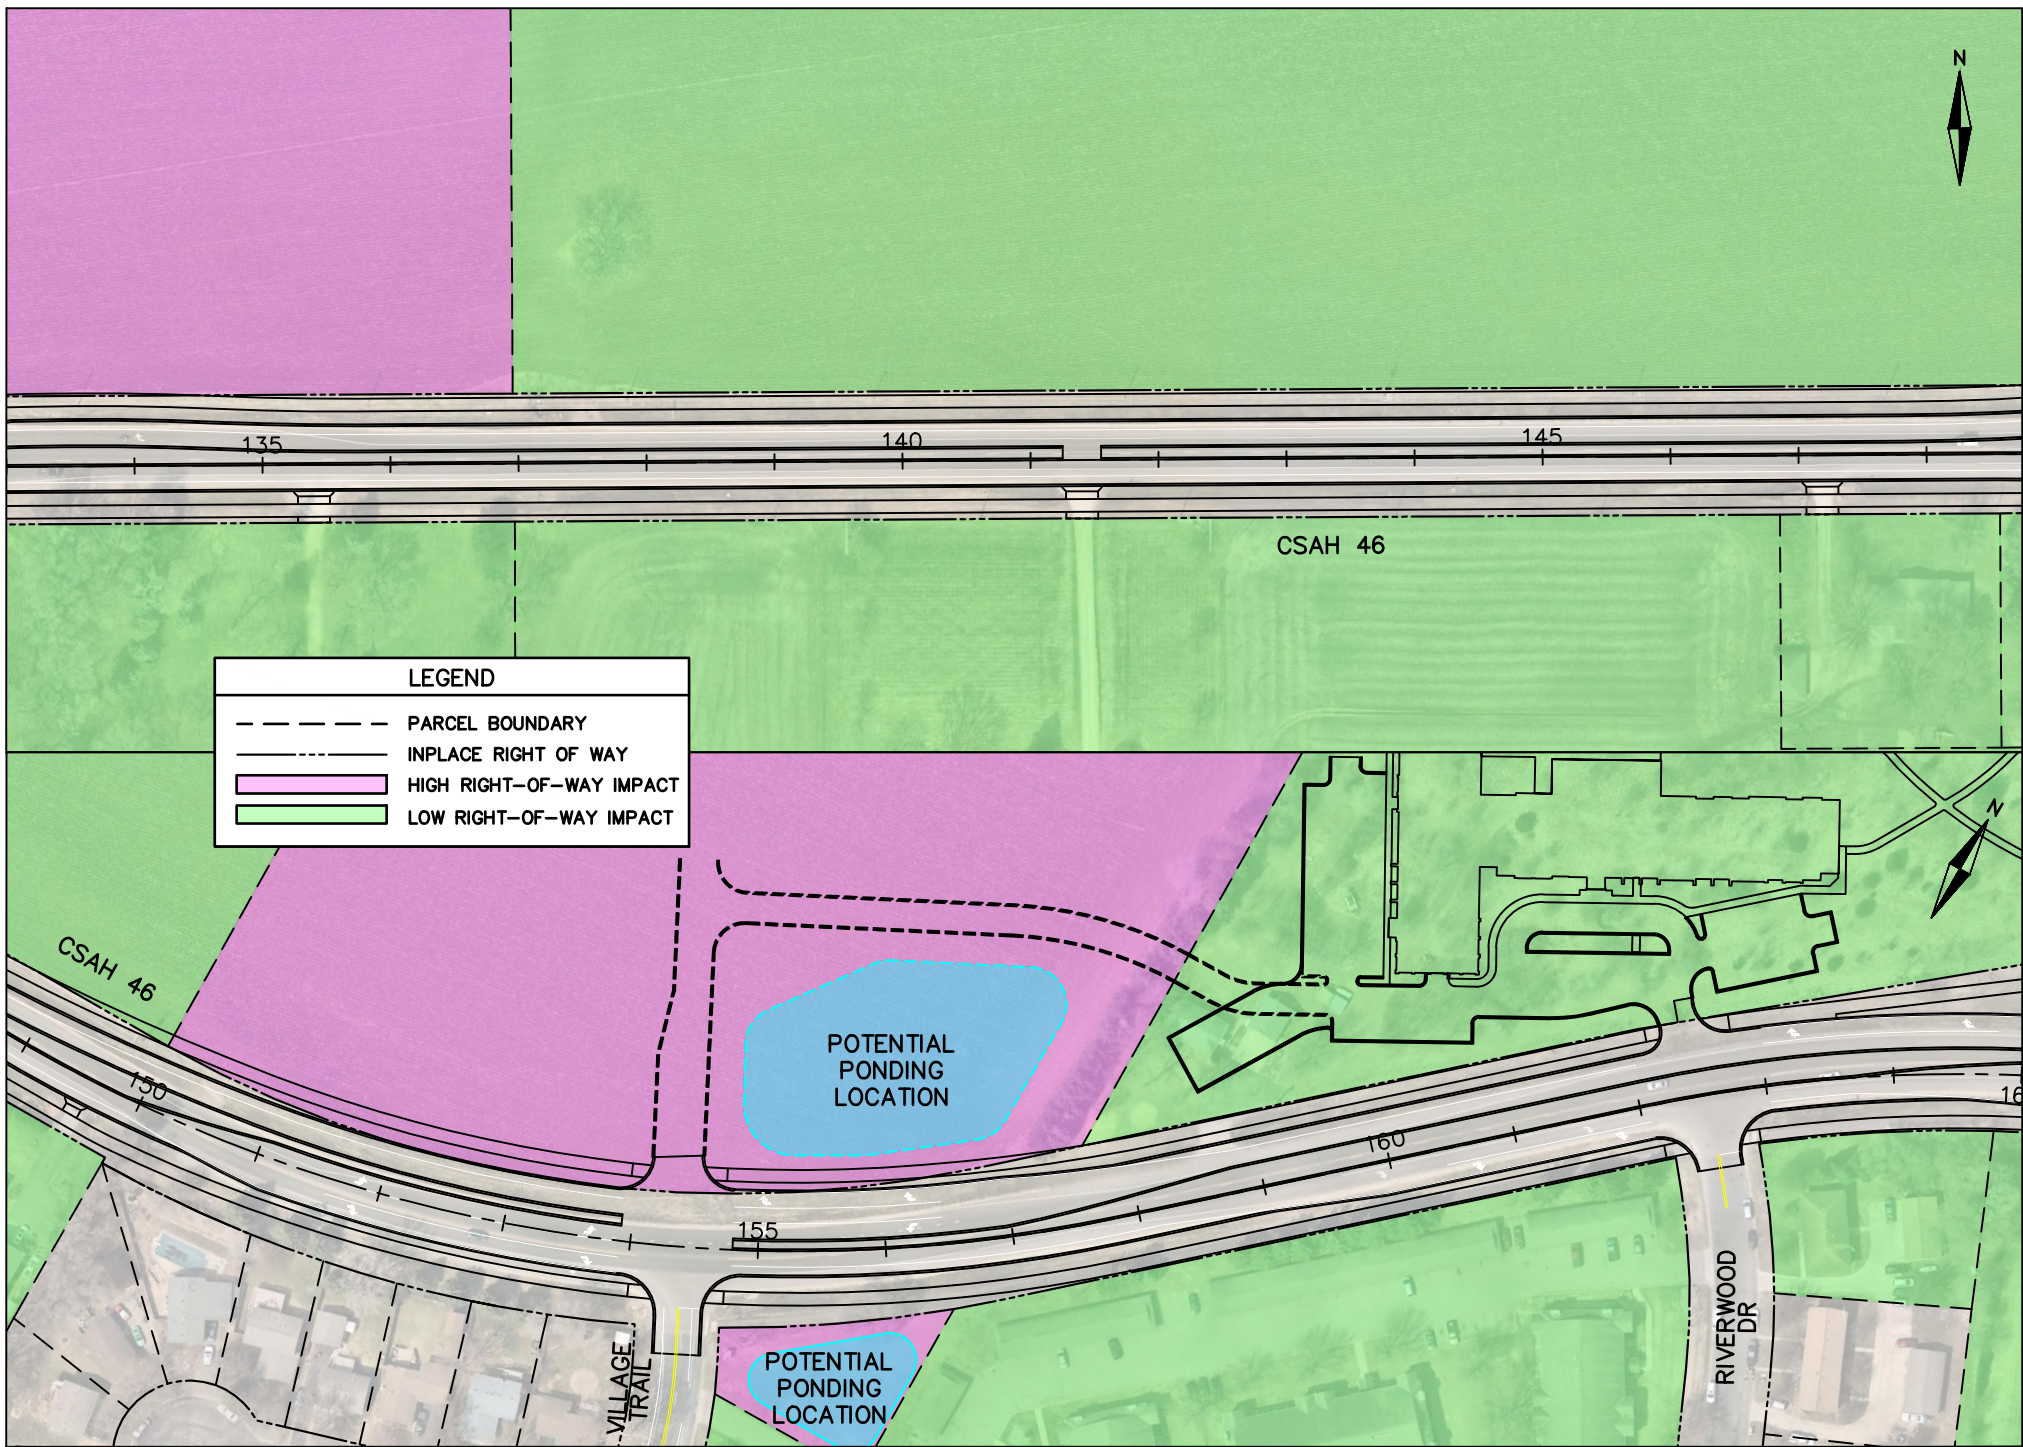 N
135
140
145
CSAH 46
LEGEND
PARCEL BOUNDARY
INPLACE RIGHT OF WAY
HIGH RIGHT-OF-WAY IMPACT
LOW RIGHT-OF-WAY IMPACT
N
CSAH 46
150
POTENTIAL
PONDING
LOCATION
155
160
16
VILLAGE
TRAIL
POTENTIAL
PONDING
LOCATION
RIVERWOOD
DR